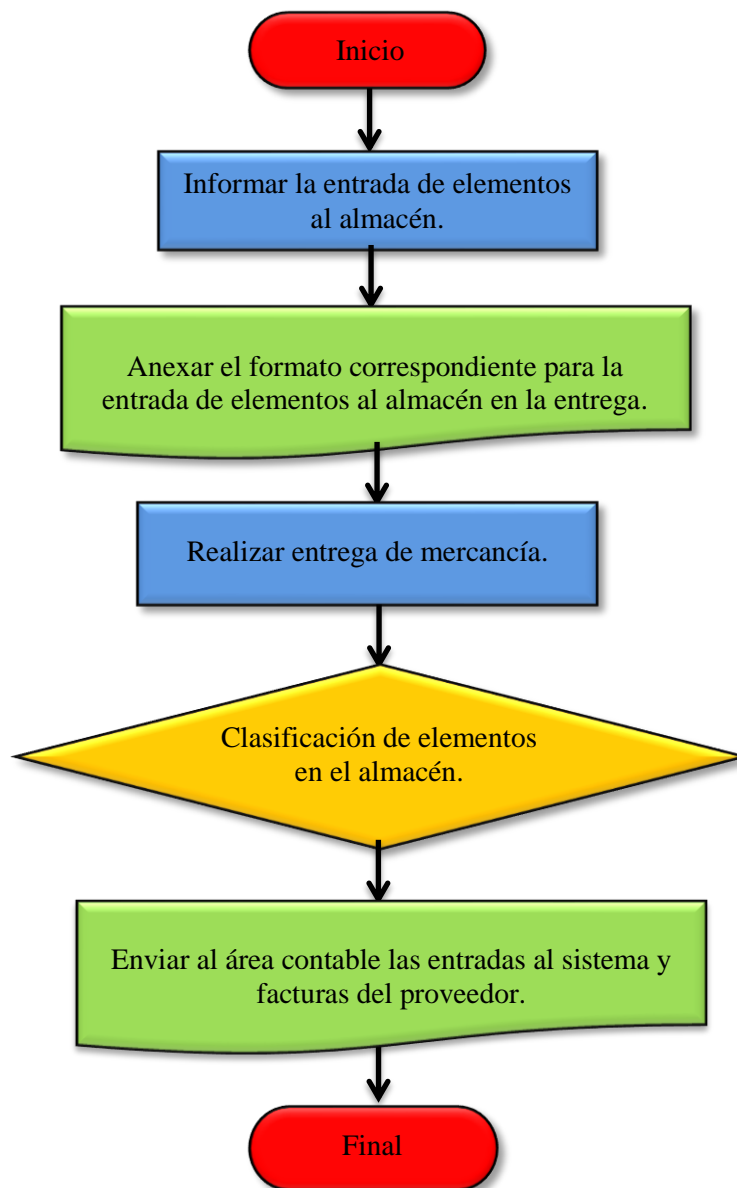 Inicio
Informar la entrada de elementos
al almacén.
Anexar el formato correspondiente para la
entrada de elementos al almacén en la entrega.
Realizar entrega de mercancía.
Clasificación de elementos
en el almacén.
Enviar al área contable las entradas al sistema y
facturas del proveedor.
Final